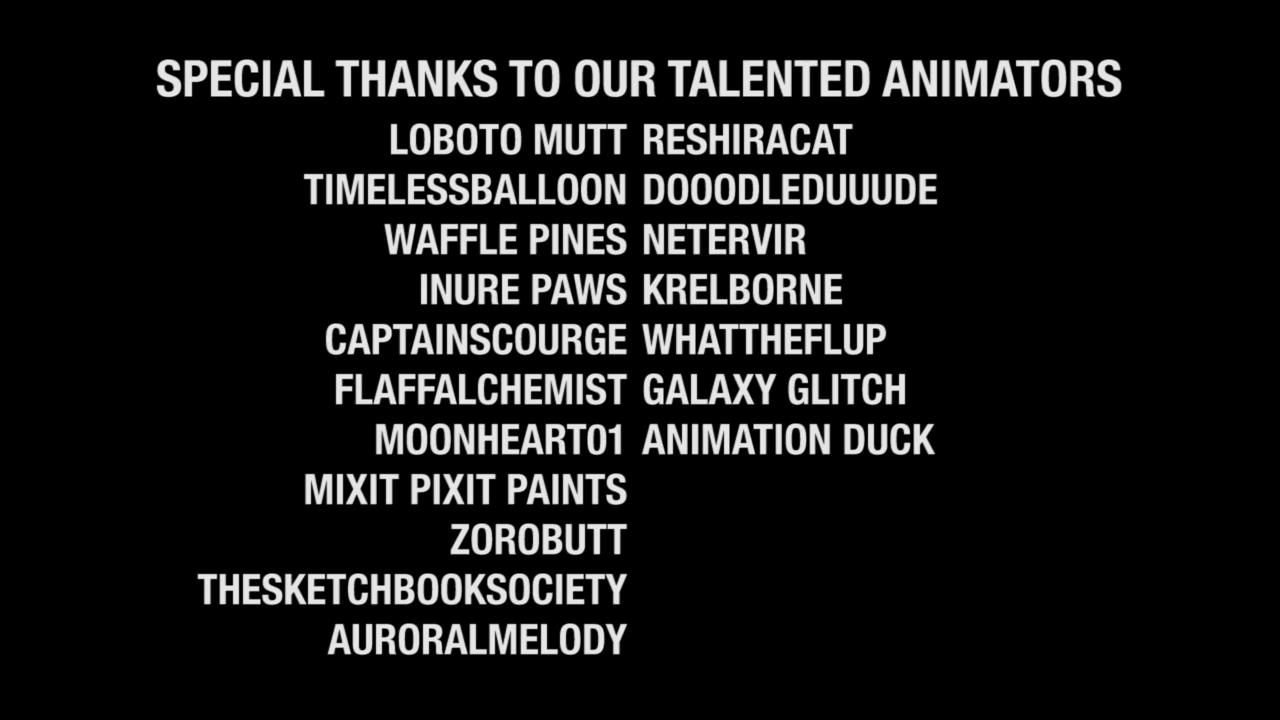 SPECIAL THANKS TO OUR TALENTED ANIMATORS
LOBOTO MUTT RESHIRACAT
TIMELESSBALLOON DOOODLEDUUUDE
WAFFLE PINES NETERVIR
INURE PAWS KRELBORNE
CAPTAINSCOURGE WHATTHEFLUP
FLAFFALCHEMIST GALAXY GLITCH
MOONHEART01 ANIMATION DUCK
MIXIT PIXIT PAINTS
ZOROBUTT
THESKETCHBOOKSOCIETY
AURORALMELODY